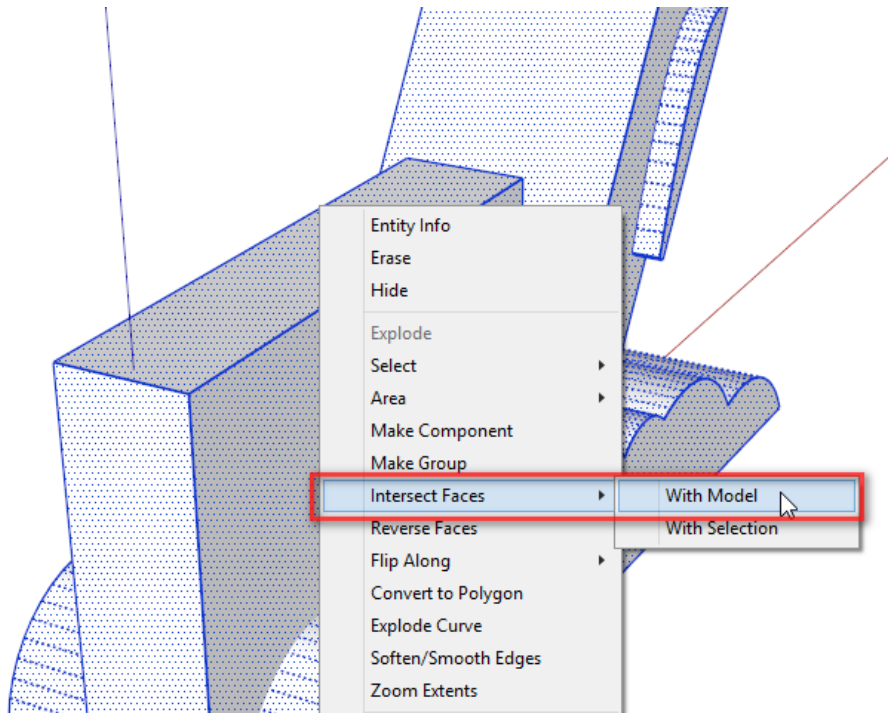 Entity Info
Erase
Hide
Explode
Select
Area
Make Component
Make Group
Intersect Faces
With Model
Reverse Faces
With Selection
Flip Along
Convert to Polygon
Explode Curve
Soften/Smooth Edges
Zoom Extents